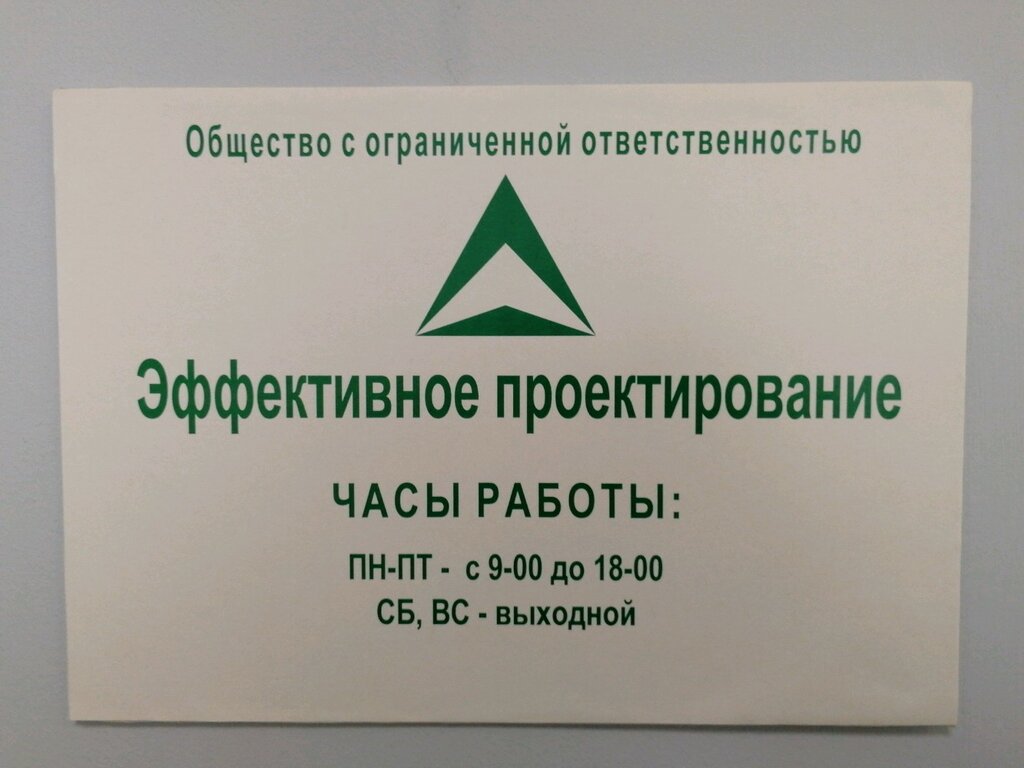 Общество с ограниченной ответственностью
Эффективное проектирование
ЧАСЫ РАБОТЫ:
ПН-ПТ - с 9-00 до 18-00
СБ, ВС - выходной